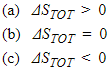 (a) ΔS_TOT > 0
(b) ΔS_TOT = 0
(c) ΔS_TOT < 0